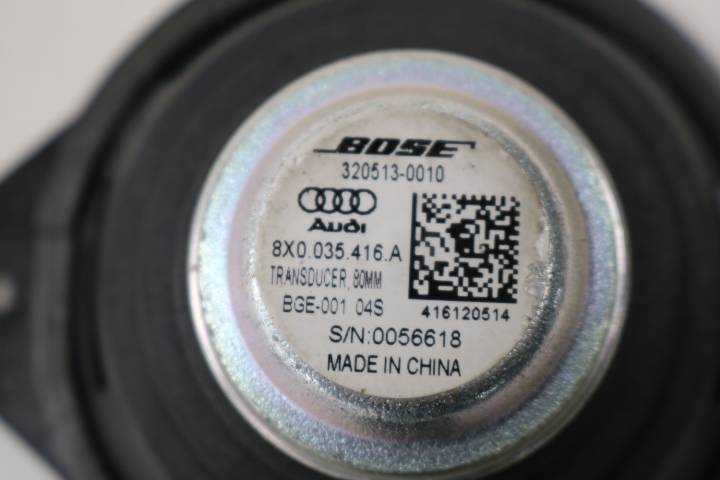 BOSE
320513-0010
Audi
8X0.035.416.A
TRANSDUCER, 80MM
BGE-001 04S
416120514
S/N:0056618
MADE IN CHINA